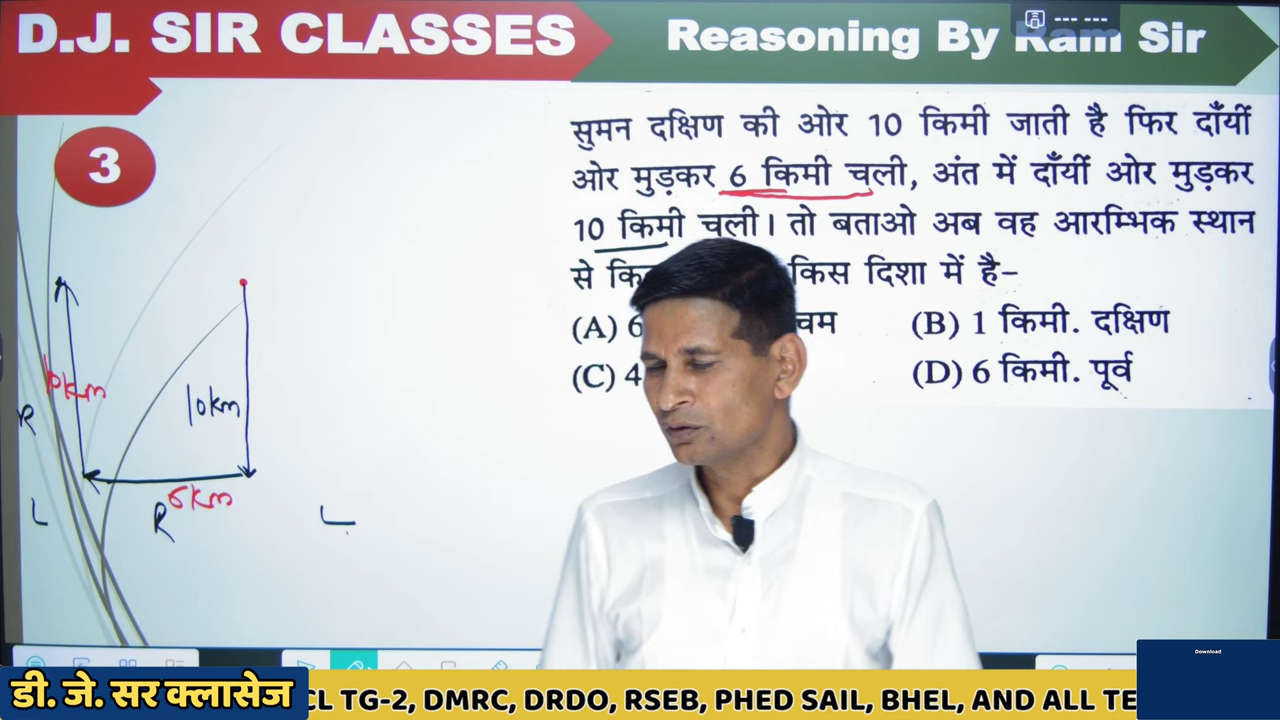 D.J. SIR CLASSES
Reasoning By Ram Sir
3
सुमन दक्षिण की ओर 10 किमी जाती है फिर दाँयीं
ओर मुड़कर 6 किमी चली, अंत में दाँयीं ओर मुड़कर
10 किमी चली। तो बताओ अब वह आरम्भिक स्थान
से किस दिशा में है-
(A) 6
(B) 1 किमी. दक्षिण
(C) 4
(D) 6 किमी. पूर्व
10km
10km
6km
R
L
R
L
डी. जे. सर क्लासेज
CL TG-2, DMRC, DRDO, RSEB, PHED SAIL, BHEL, AND ALL TE
Download